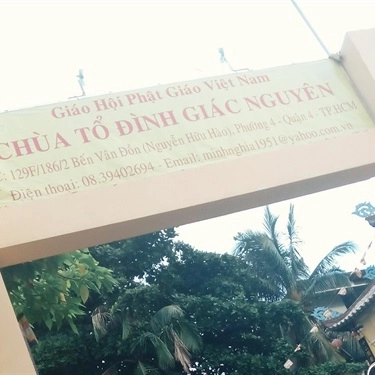 Giáo Hội Phật Giáo Việt Nam
CHÙA TỔ ĐÌNH GIÁC NGUYÊN
: 129F/186/2 Bến Vân Đồn (Nguyễn Hữu Hào), Phường 4 - Quận 4 - TP.HCM
Điện thoại: 08.39402694 - Email: minhnghia1951@yahoo.com.vn